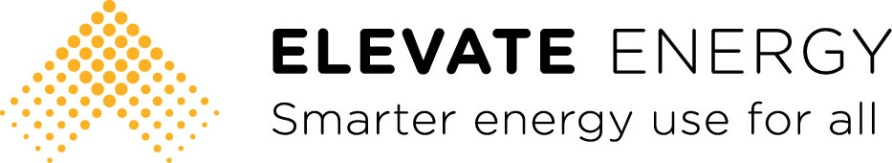 ELEVATE ENERGY
Smarter energy use for all